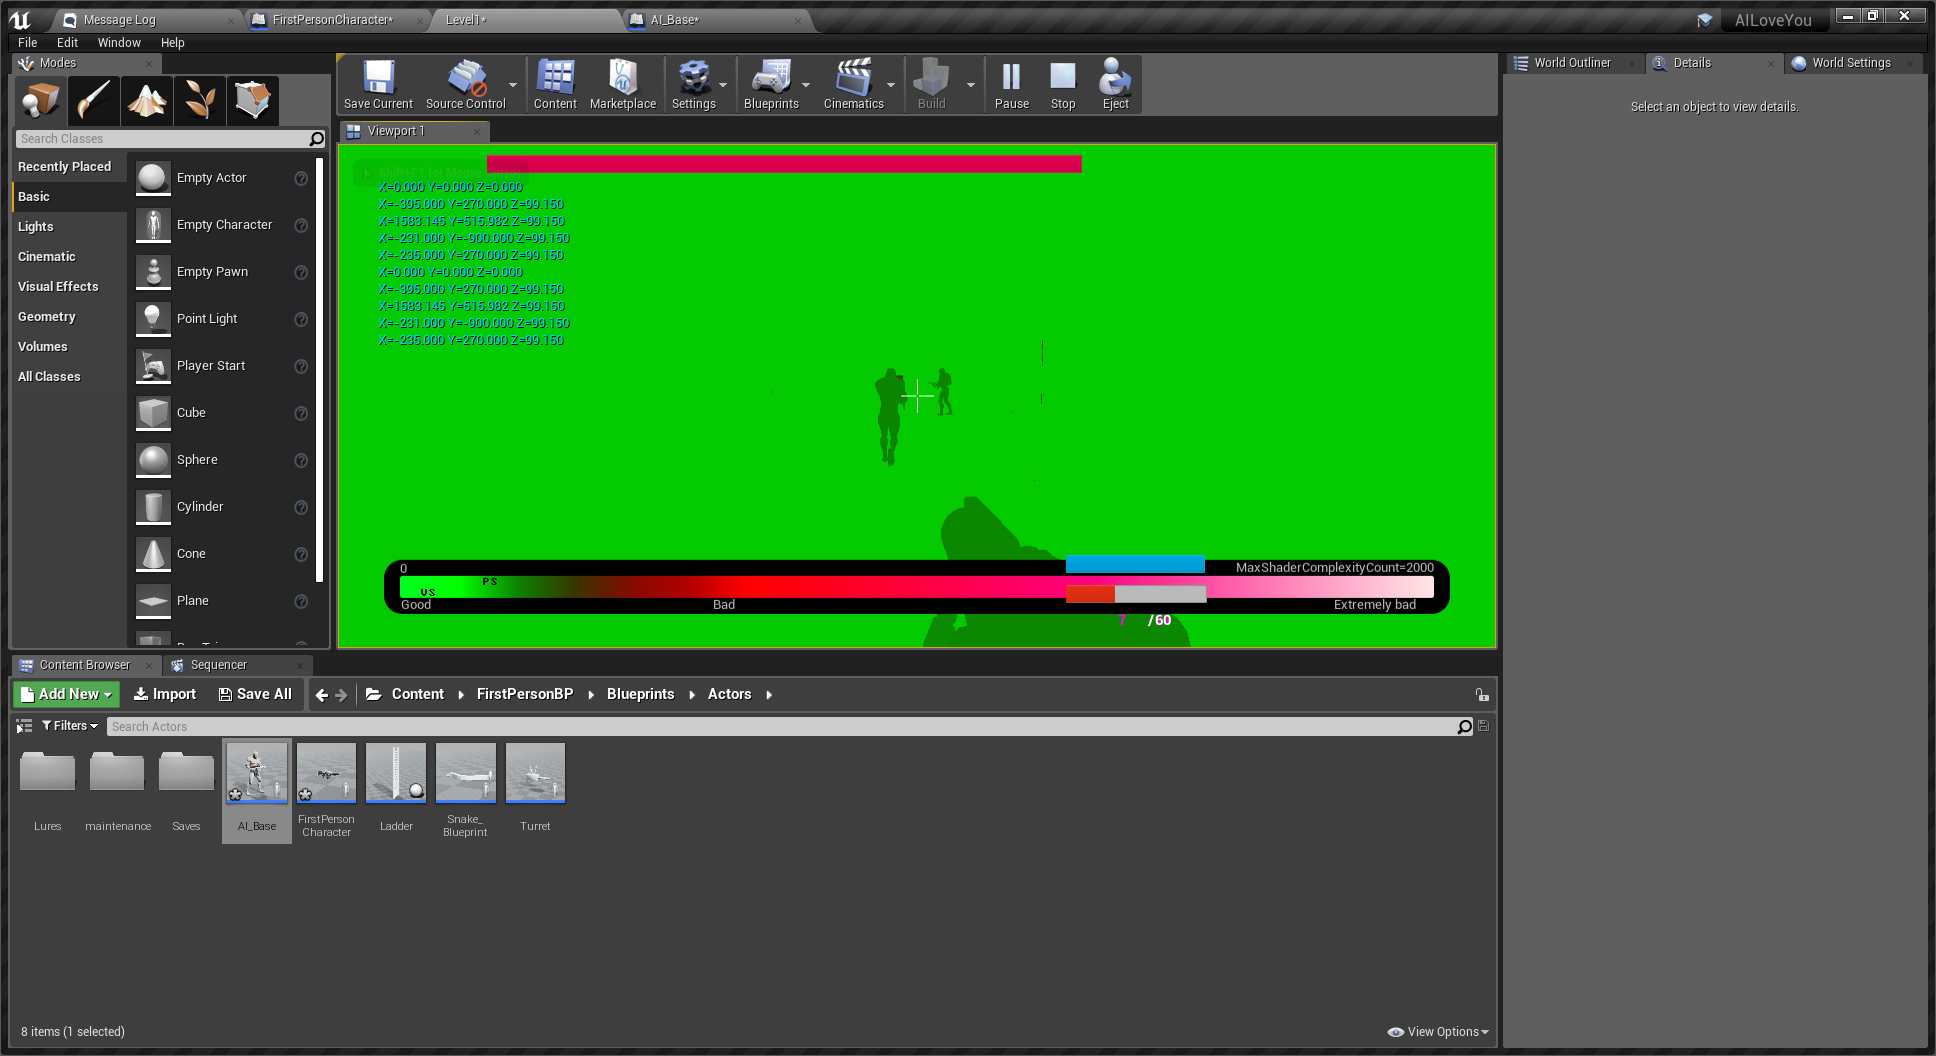 Message Log
FirstPersonCharacter*
Level1*
AI_Base*
AILoveYou
File Edit Window Help
Modes
Search Classes
Recently Placed
Basic
Lights
Cinematic
Visual Effects
Geometry
Volumes
All Classes
Empty Actor
Empty Character
Empty Pawn
Point Light
Player Start
Cube
Sphere
Cylinder
Cone
Plane
Save Current
Source Control
Content
Marketplace
Settings
Blueprints
Cinematics
Build
Pause
Stop
Eject
Viewport 1
Shift+F1 for Mouse Cursor
X=0.000 Y=0.000 Z=0.000
X=-395.000 Y=270.000 Z=99.150
X=1583.145 Y=515.982 Z=99.150
X=-231.000 Y=-900.000 Z=99.150
X=-235.000 Y=270.000 Z=99.150
X=0.000 Y=0.000 Z=0.000
X=-395.000 Y=270.000 Z=99.150
X=1583.145 Y=515.982 Z=99.150
X=-231.000 Y=-900.000 Z=99.150
X=-235.000 Y=270.000 Z=99.150
0
MaxShaderComplexityCount=2000
PS
VS
Good
Bad
Extremely bad
7 /60
World Outliner
Details
World Settings
Select an object to view details.
Content Browser
Sequencer
Add New
Import
Save All
Content
FirstPersonBP
Blueprints
Actors
Filters
Search Actors
Lures
maintenance
Saves
AI_Base
FirstPerson
Character
Ladder
Snake_
Blueprint
Turret
8 items (1 selected)
View Options